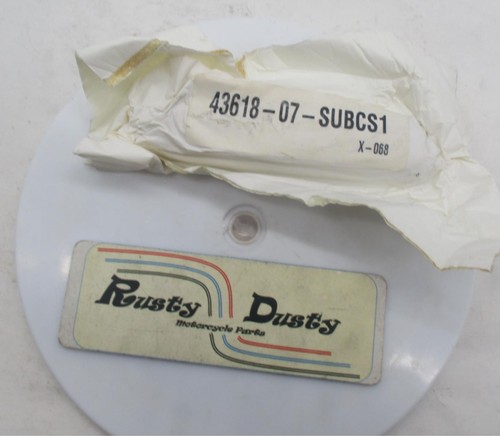 43618-07-SUBCS1
X-068
Rusty Dusty
Motorcycle Parts